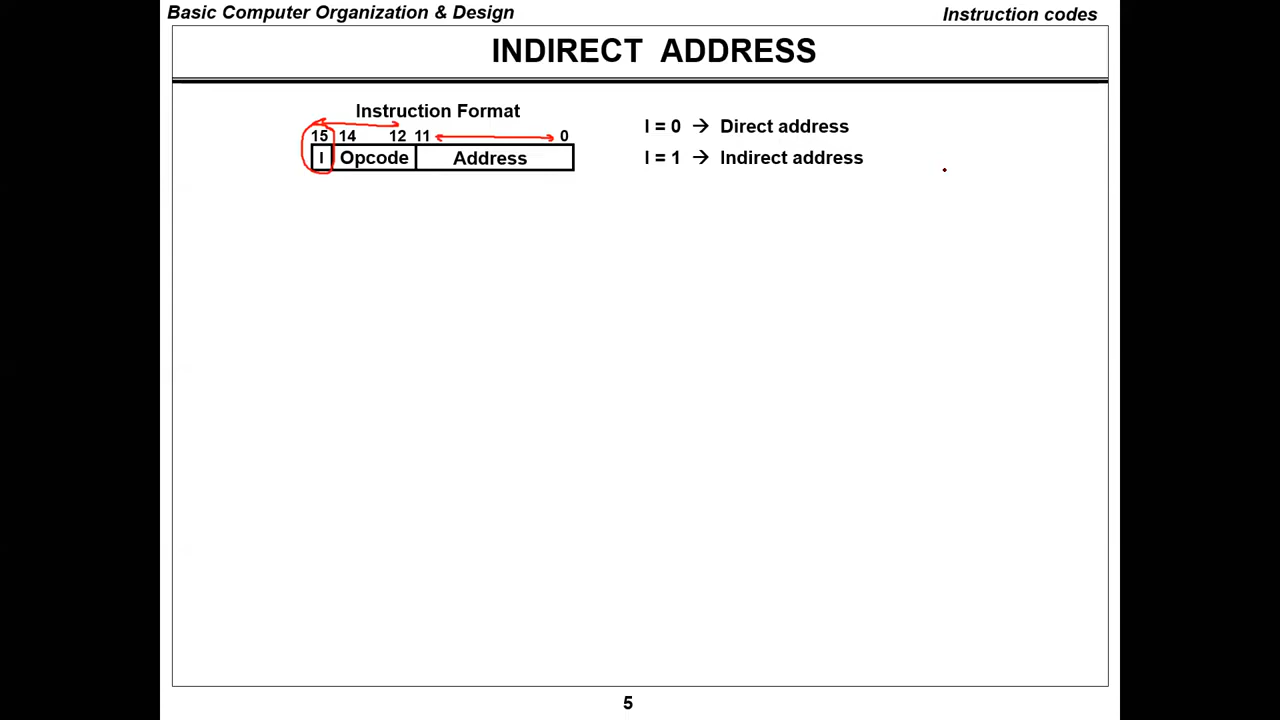 Basic Computer Organization & Design
Instruction codes
INDIRECT ADDRESS
Instruction Format
15 14 12 11 0
I Opcode Address
I = 0 → Direct address
I = 1 → Indirect address
5